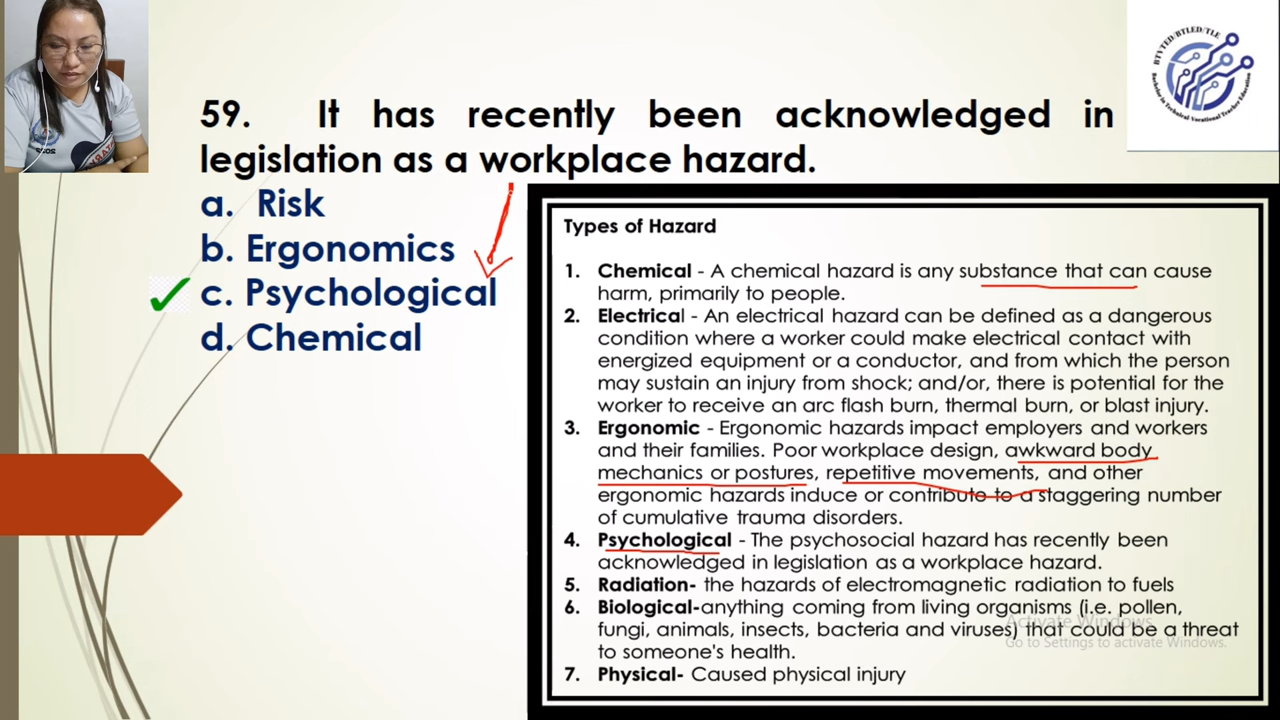 BTVTED/BTLED/TLE
Bachelor in Technical Vocational Teacher Education
59. It has recently been acknowledged in
legislation as a workplace hazard.
a. Risk
b. Ergonomics
c. Psychological
d. Chemical
Types of Hazard
1. Chemical - A chemical hazard is any substance that can cause
harm, primarily to people.
2. Electrical - An electrical hazard can be defined as a dangerous
condition where a worker could make electrical contact with
energized equipment or a conductor, and from which the person
may sustain an injury from shock; and/or, there is potential for the
worker to receive an arc flash burn, thermal burn, or blast injury.
3. Ergonomic - Ergonomic hazards impact employers and workers
and their families. Poor workplace design, awkward body
mechanics or postures, repetitive movements, and other
ergonomic hazards induce or contribute to a staggering number
of cumulative trauma disorders.
4. Psychological - The psychosocial hazard has recently been
acknowledged in legislation as a workplace hazard.
5. Radiation- the hazards of electromagnetic radiation to fuels
6. Biological-anything coming from living organisms (i.e. pollen,
fungi, animals, insects, bacteria and viruses) that could be a threat
to someone's health.
7. Physical- Caused physical injury
Activate Windows
Go to Settings to activate Windows.